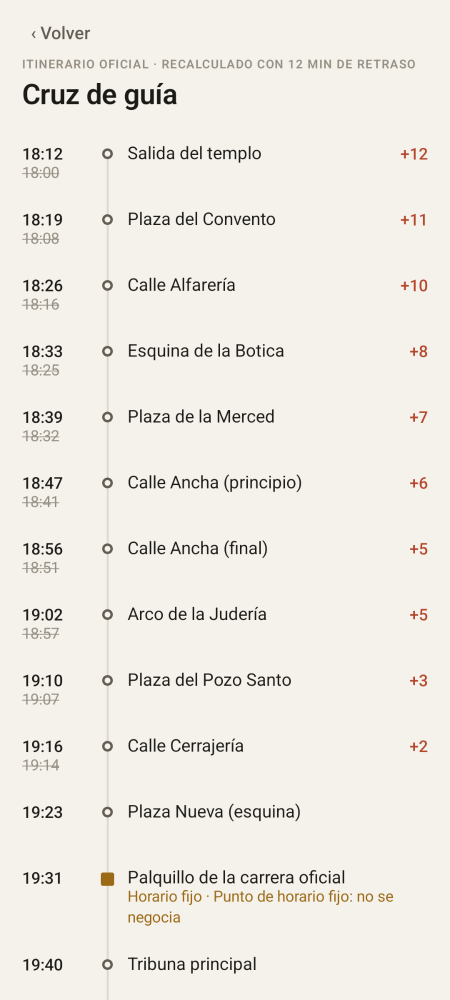 ‹ Volver
ITINERARIO OFICIAL · RECALCULADO CON 12 MIN DE RETRASO
Cruz de guía
18:12 Salida del templo +12
18:00
18:19 Plaza del Convento +11
18:08
18:26 Calle Alfarería +10
18:16
18:33 Esquina de la Botica +8
18:25
18:39 Plaza de la Merced +7
18:32
18:47 Calle Ancha (principio) +6
18:41
18:56 Calle Ancha (final) +5
18:51
19:02 Arco de la Judería +5
18:57
19:10 Plaza del Pozo Santo +3
19:07
19:16 Calle Cerrajería +2
19:14
19:23 Plaza Nueva (esquina)
19:31 Palquillo de la carrera oficial
Horario fijo · Punto de horario fijo: no se
negocia
19:40 Tribuna principal